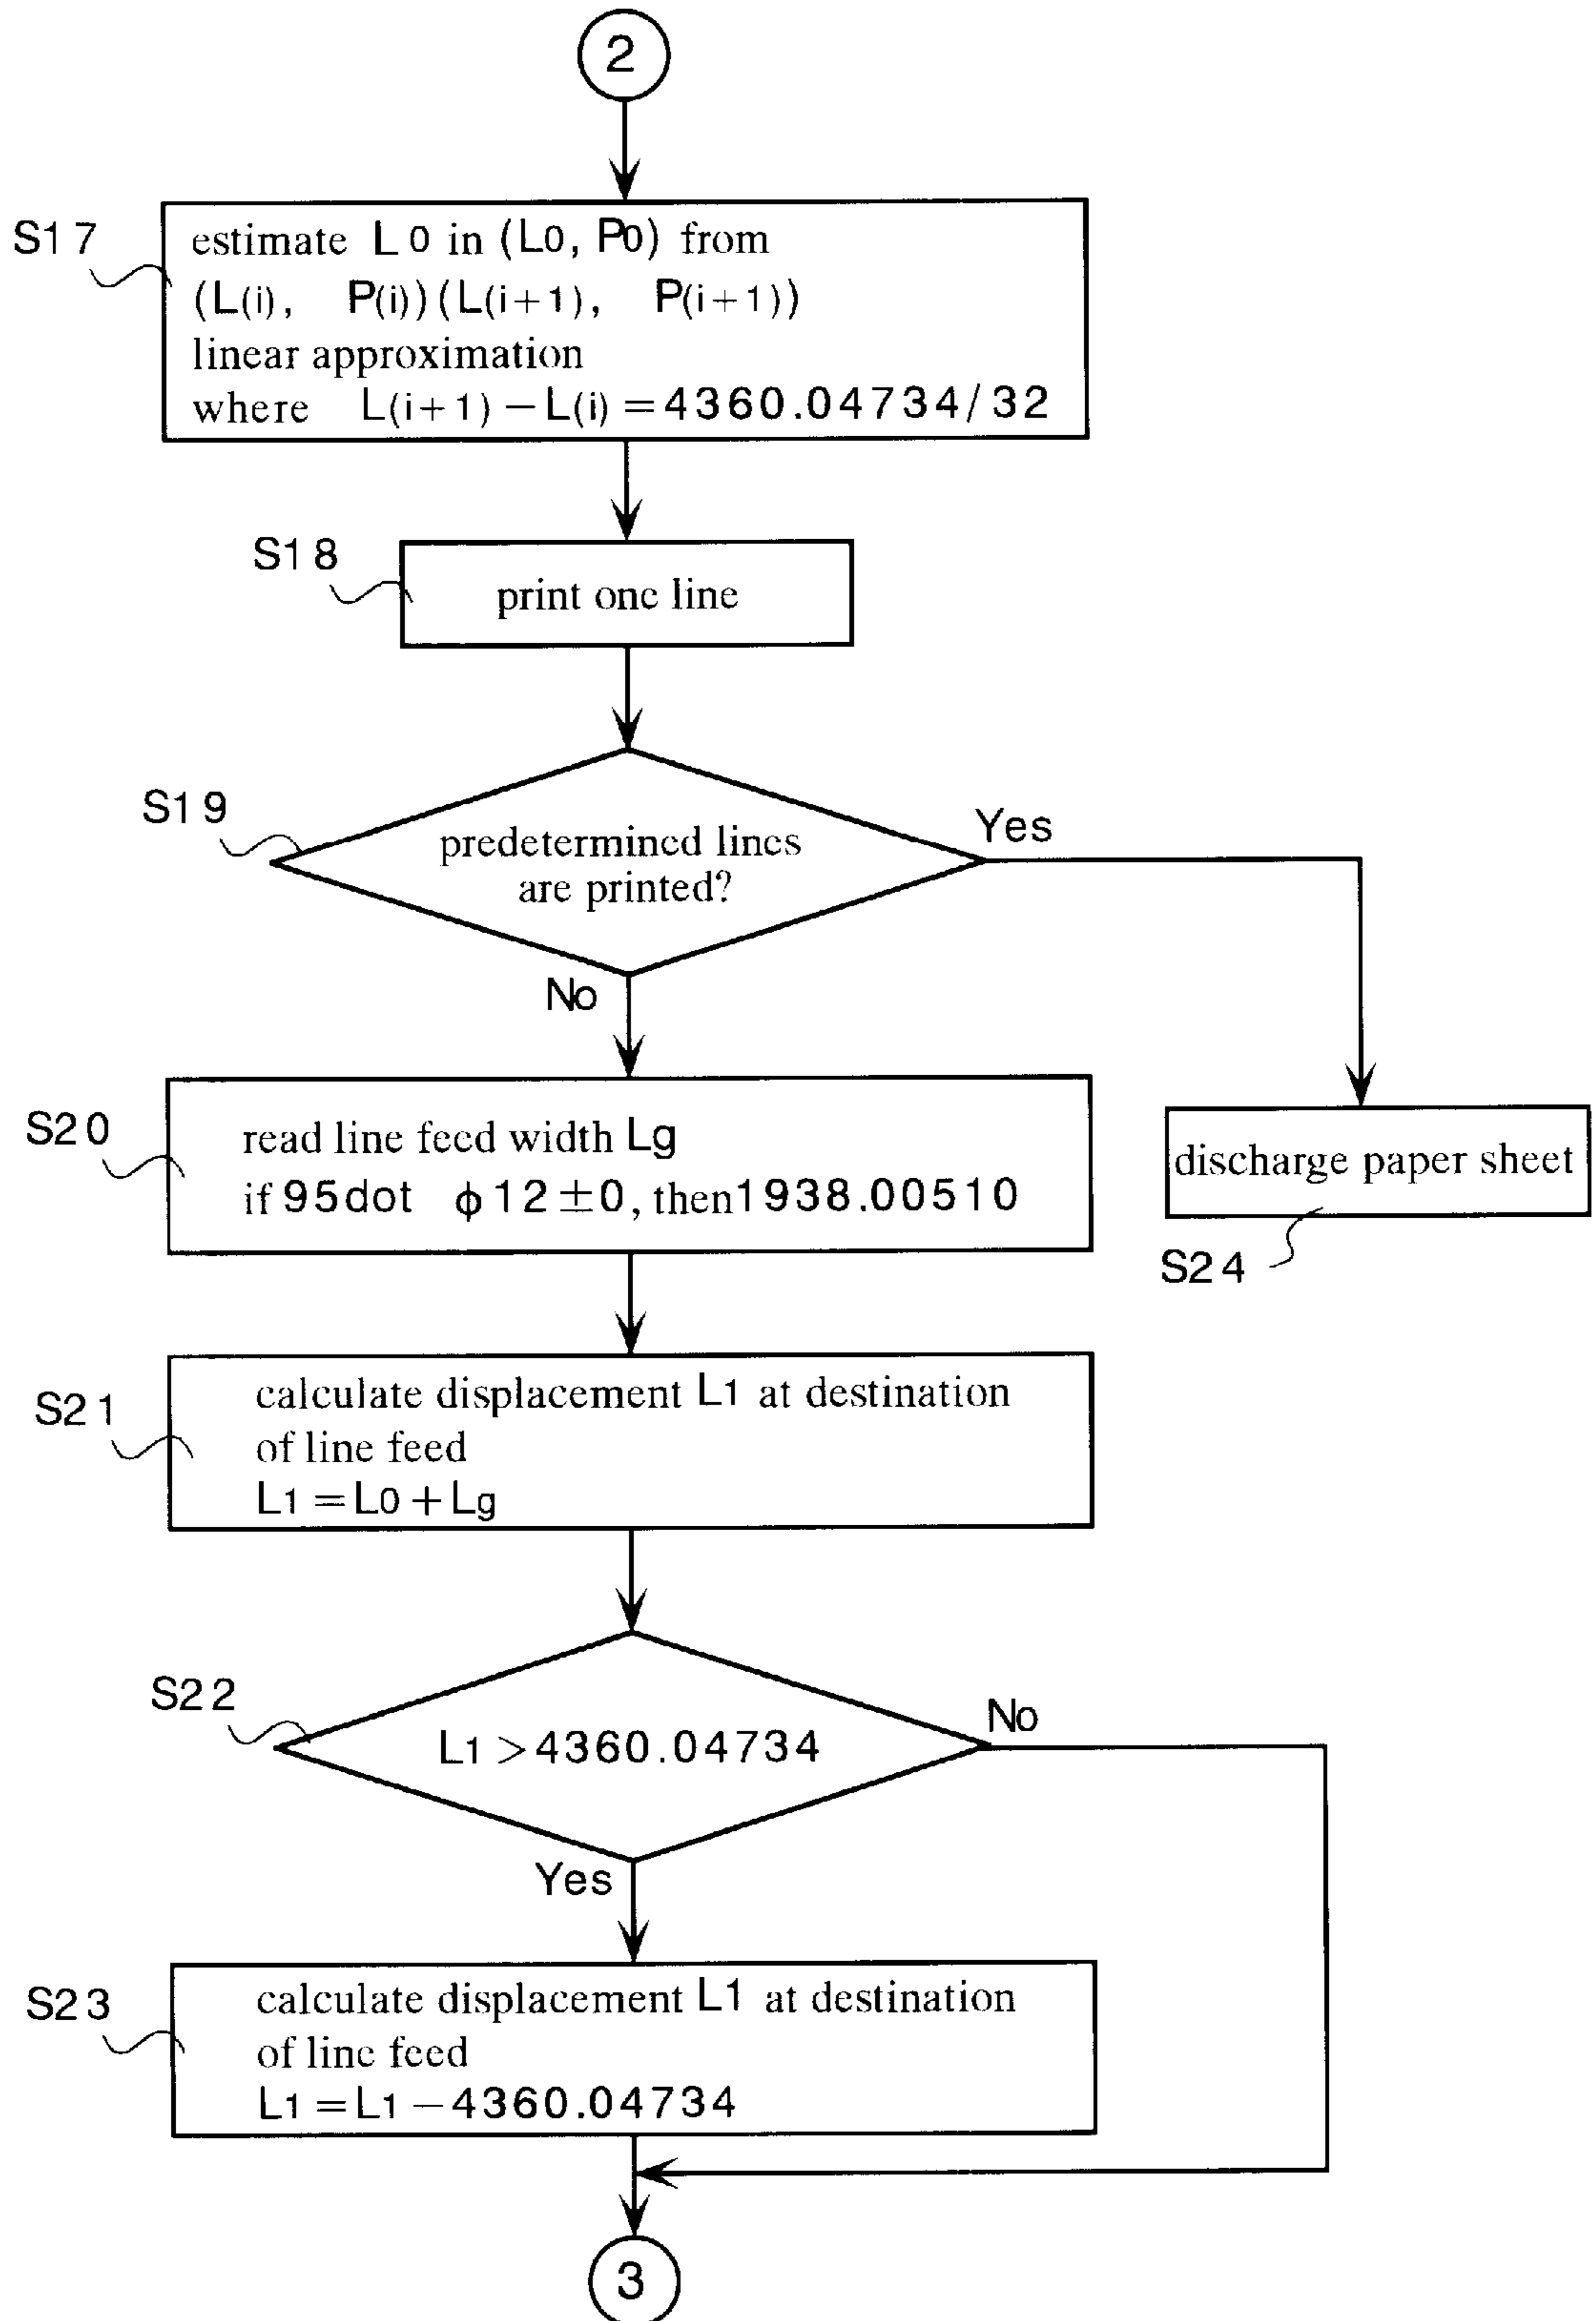 2
S17
estimate L0 in (L0, P0) from
(L(i), P(i))(L(i+1), P(i+1))
linear approximation
where L(i+1)−L(i)=4360.04734/32
S18
print one line
S19
predetermined lines
are printed?
Yes
No
S20
read line feed width Lg
if 95dot ϕ12±0, then1938.00510
discharge paper sheet
S24
S21
calculate displacement L1 at destination
of line feed
L1=L0+Lg
S22
L1>4360.04734
No
Yes
S23
calculate displacement L1 at destination
of line feed
L1=L1−4360.04734
3